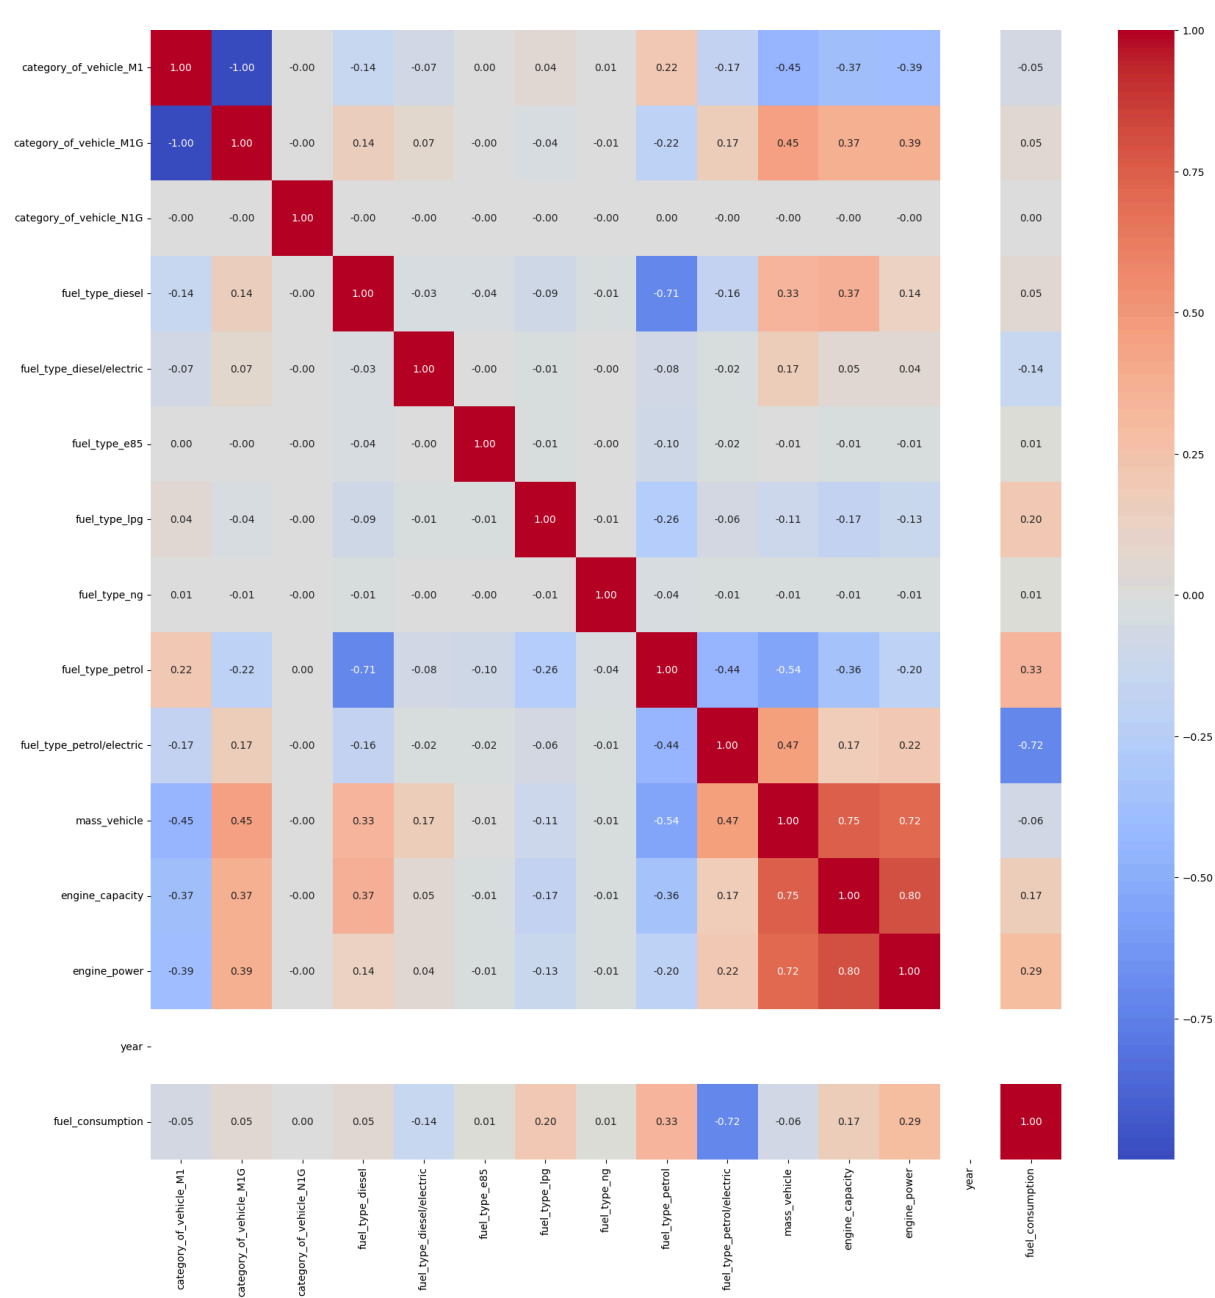 category_of_vehicle_M1 1.00 -1.00 -0.00 -0.14 -0.07 0.00 0.04 0.01 0.22 -0.17 -0.45 -0.37 -0.39 -0.05
category_of_vehicle_M1G -1.00 1.00 -0.00 0.14 0.07 -0.00 -0.04 -0.01 -0.22 0.17 0.45 0.37 0.39 0.05
category_of_vehicle_N1G -0.00 -0.00 1.00 -0.00 -0.00 -0.00 -0.00 -0.00 0.00 -0.00 -0.00 -0.00 -0.00 0.00
fuel_type_diesel -0.14 0.14 -0.00 1.00 -0.03 -0.04 -0.09 -0.01 -0.71 -0.16 0.33 0.37 0.14 0.05
fuel_type_diesel/electric -0.07 0.07 -0.00 -0.03 1.00 -0.00 -0.01 -0.00 -0.08 -0.02 0.17 0.05 0.04 -0.14
fuel_type_e85 0.00 -0.00 -0.00 -0.04 -0.00 1.00 -0.01 -0.00 -0.10 -0.02 -0.01 -0.01 -0.01 0.01
fuel_type_lpg 0.04 -0.04 -0.00 -0.09 -0.01 -0.01 1.00 -0.01 -0.26 -0.06 -0.11 -0.17 -0.13 0.20
fuel_type_ng 0.01 -0.01 -0.00 -0.01 -0.00 -0.00 -0.01 1.00 -0.04 -0.01 -0.01 -0.01 -0.01 0.01
fuel_type_petrol 0.22 -0.22 0.00 -0.71 -0.08 -0.10 -0.26 -0.04 1.00 -0.44 -0.54 -0.36 -0.20 0.33
fuel_type_petrol/electric -0.17 0.17 -0.00 -0.16 -0.02 -0.02 -0.06 -0.01 -0.44 1.00 0.47 0.17 0.22 -0.72
mass_vehicle -0.45 0.45 -0.00 0.33 0.17 -0.01 -0.11 -0.01 -0.54 0.47 1.00 0.75 0.72 -0.06
engine_capacity -0.37 0.37 -0.00 0.37 0.05 -0.01 -0.17 -0.01 -0.36 0.17 0.75 1.00 0.80 0.17
engine_power -0.39 0.39 -0.00 0.14 0.04 -0.01 -0.13 -0.01 -0.20 0.22 0.72 0.80 1.00 0.29
year
fuel_consumption -0.05 0.05 0.00 0.05 -0.14 0.01 0.20 0.01 0.33 -0.72 -0.06 0.17 0.29 1.00
category_of_vehicle_M1
category_of_vehicle_M1G
category_of_vehicle_N1G
fuel_type_diesel
fuel_type_diesel/electric
fuel_type_e85
fuel_type_lpg
fuel_type_ng
fuel_type_petrol
fuel_type_petrol/electric
mass_vehicle
engine_capacity
engine_power
year
fuel_consumption
1.00
0.75
0.50
0.25
0.00
−0.25
−0.50
−0.75